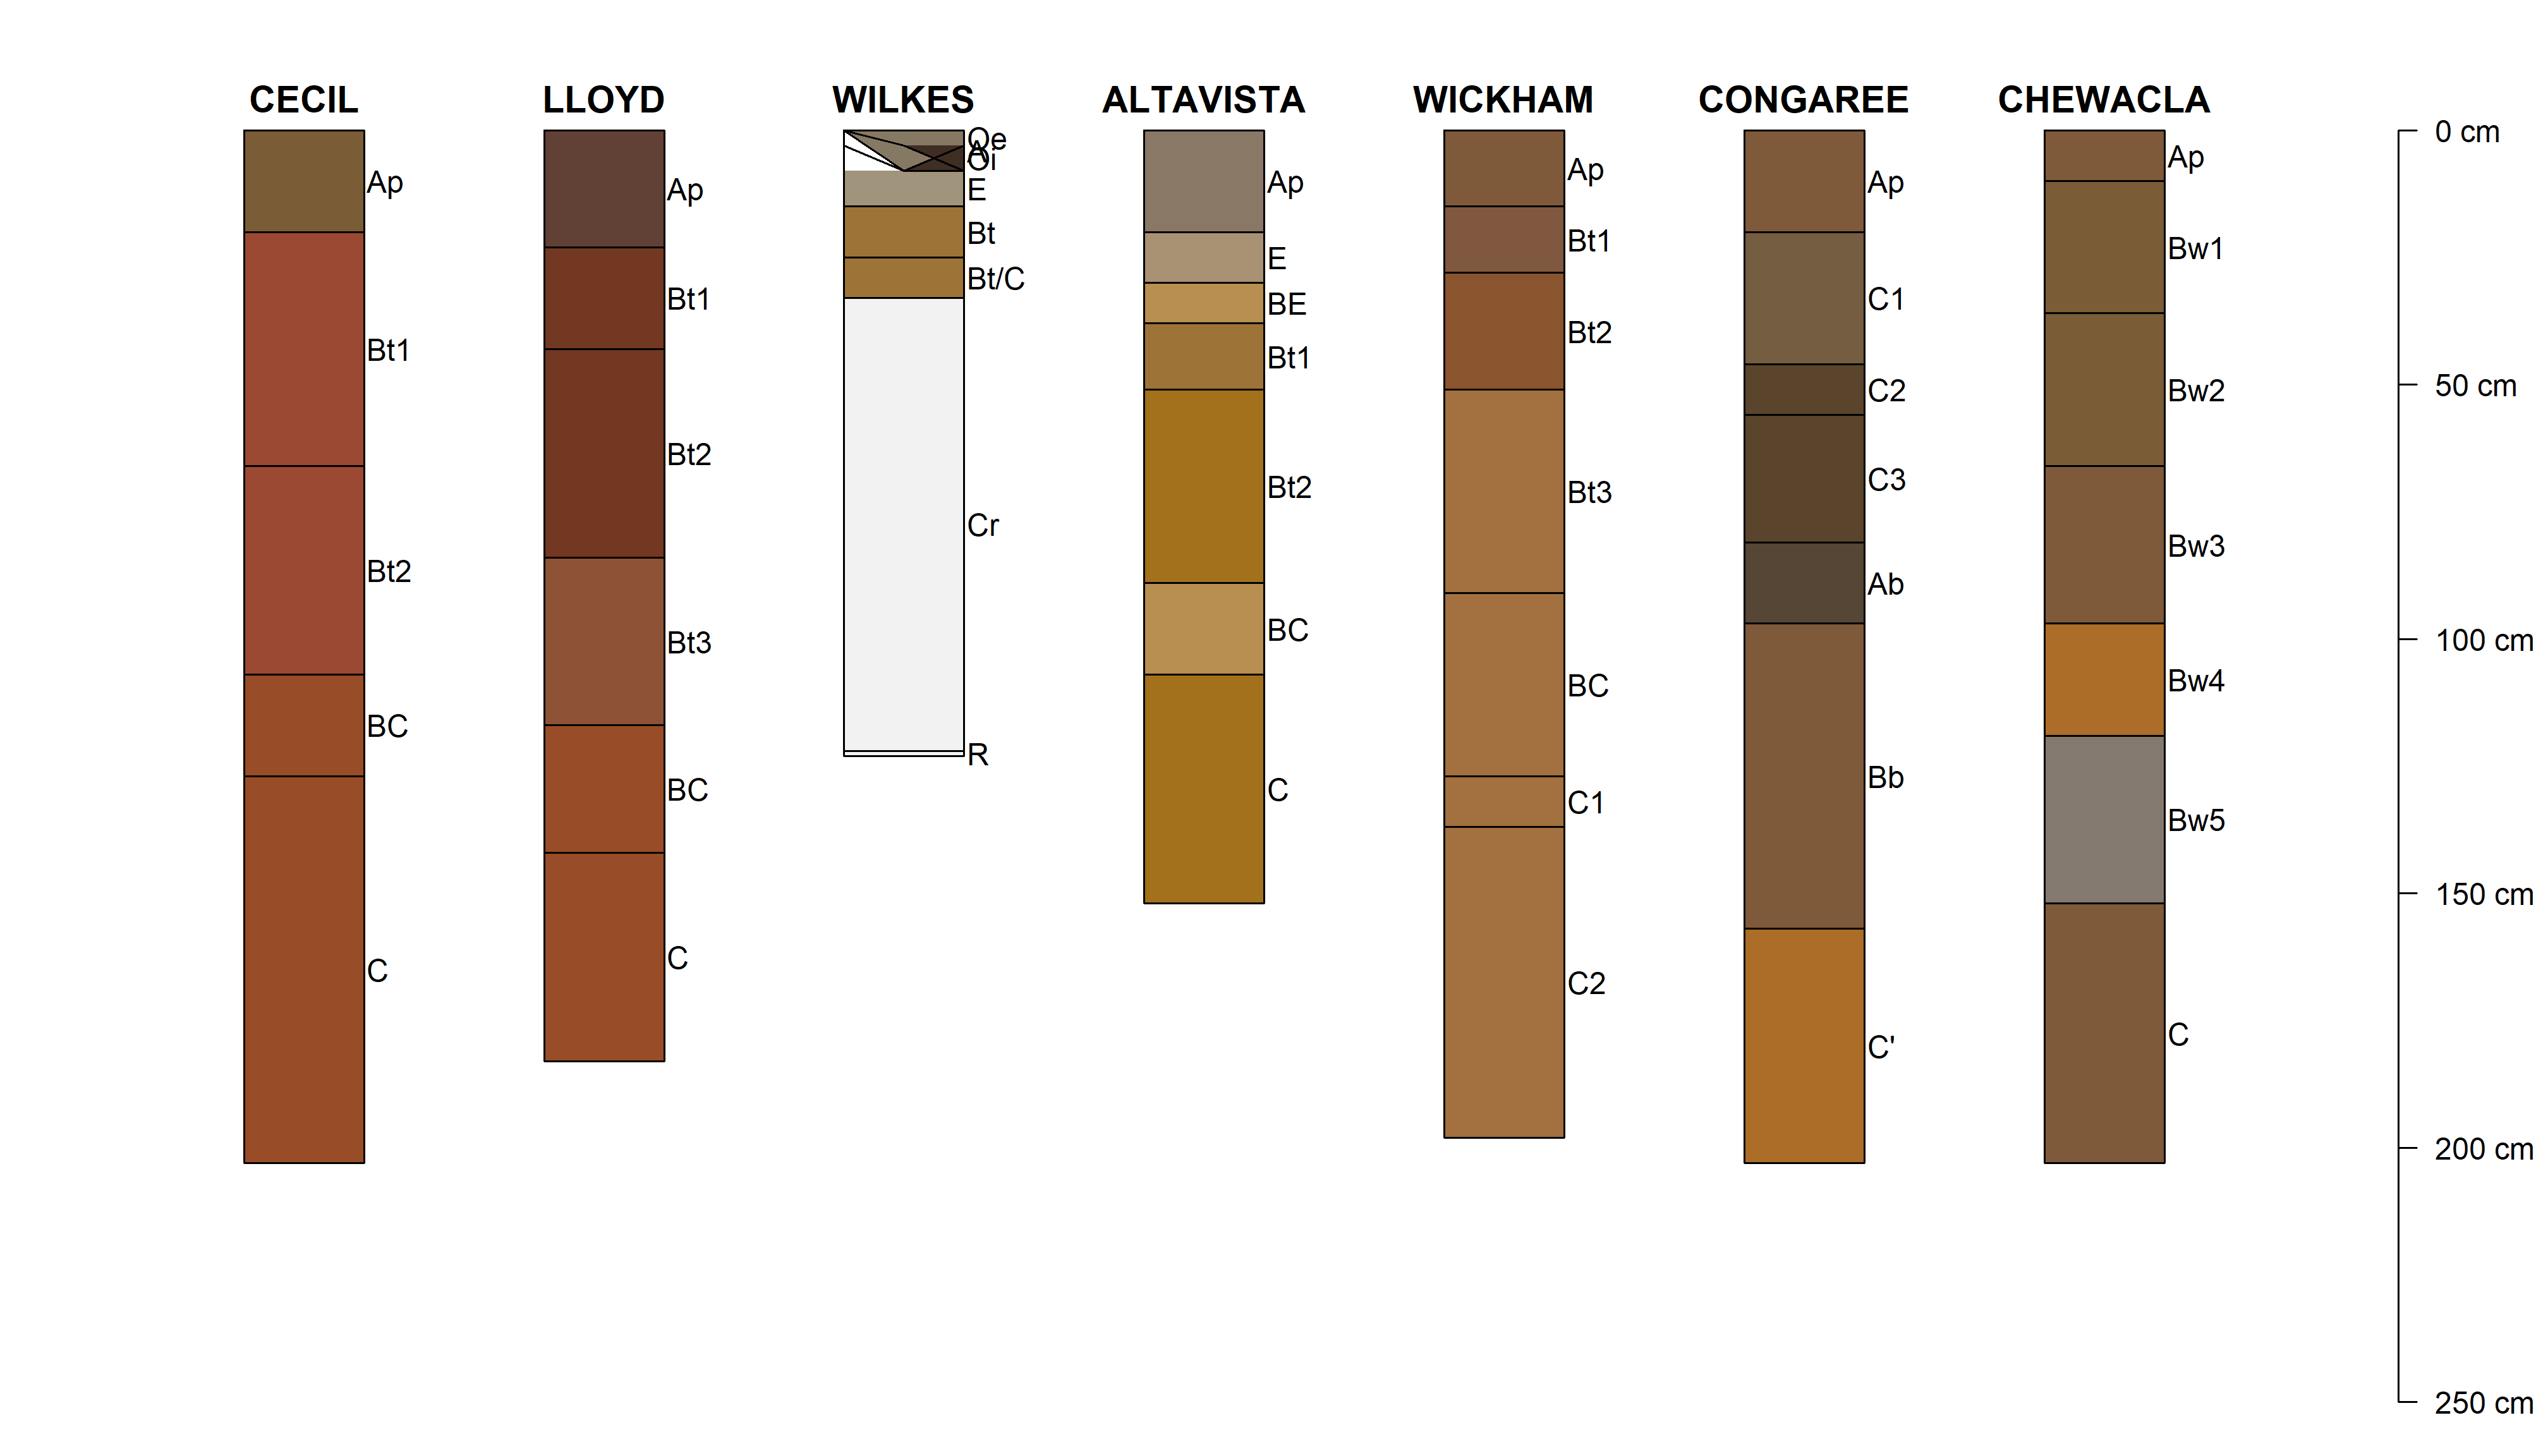 CECIL
Ap
Bt1
Bt2
BC
C
LLOYD
Ap
Bt1
Bt2
Bt3
BC
C
WILKES
Oe
A
Oi
E
Bt
Bt/C
Cr
R
ALTAVISTA
Ap
E
BE
Bt1
Bt2
BC
C
WICKHAM
Ap
Bt1
Bt2
Bt3
BC
C1
C2
CONGAREE
Ap
C1
C2
C3
Ab
Bb
C'
CHEWACLA
Ap
Bw1
Bw2
Bw3
Bw4
Bw5
C
0 cm
50 cm
100 cm
150 cm
200 cm
250 cm